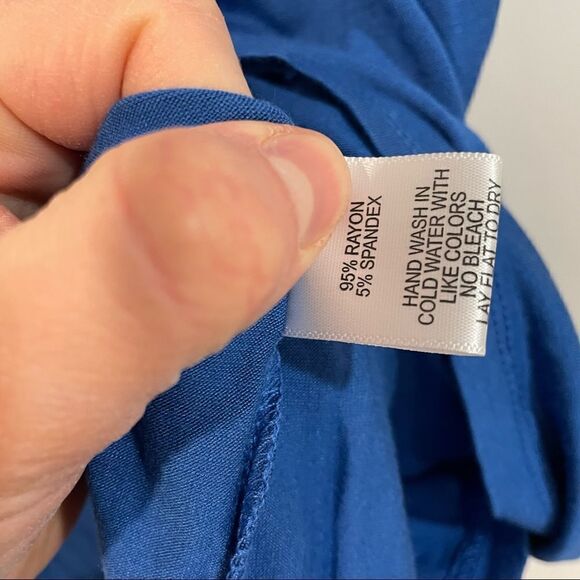 95% RAYON
5% SPANDEX
HAND WASH IN
COLD WATER WITH
LIKE COLORS
NO BLEACH
LAY FLAT TO DRY